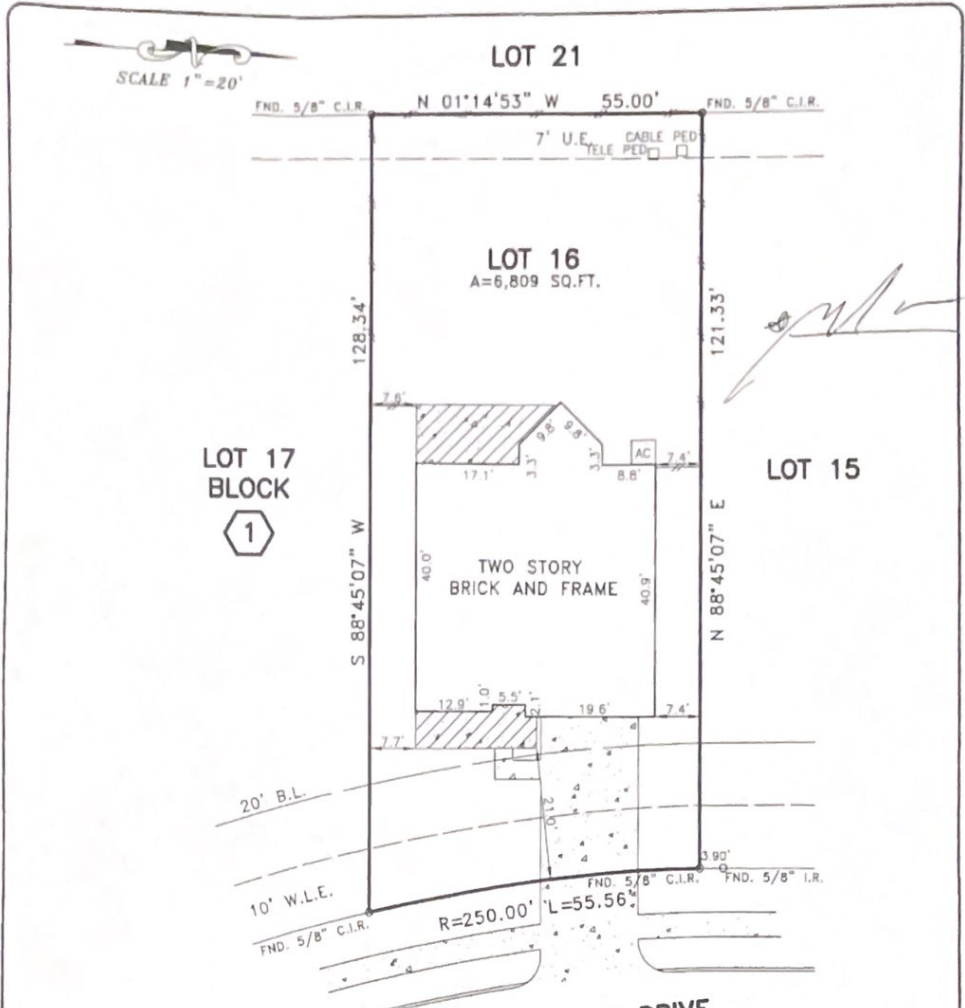 LOT 21
SCALE 1"=20'
FND. 5/8" C.I.R.
N 01°14'53" W 55.00'
FND. 5/8" C.I.R.
7' U.E.
CABLE PED
TELE PED
LOT 16
A=6,809 SQ.FT.
128.34'
121.33'
7.6'
9.8'
9.8'
AC
7.4'
3.3'
3.3'
17.1'
8.8'
LOT 17
BLOCK
1
LOT 15
S 88°45'07" W
N 88°45'07" E
40.0'
TWO STORY
BRICK AND FRAME
40.9'
12.9'
1.0'
5.5'
2.1'
19.6'
7.4'
7.7'
20' B.L.
21.0'
10' W.L.E.
3.90'
FND. 5/8" C.I.R.
FND. 5/8" I.R.
R=250.00' L=55.56'
FND. 5/8" C.I.R.
DRIVE